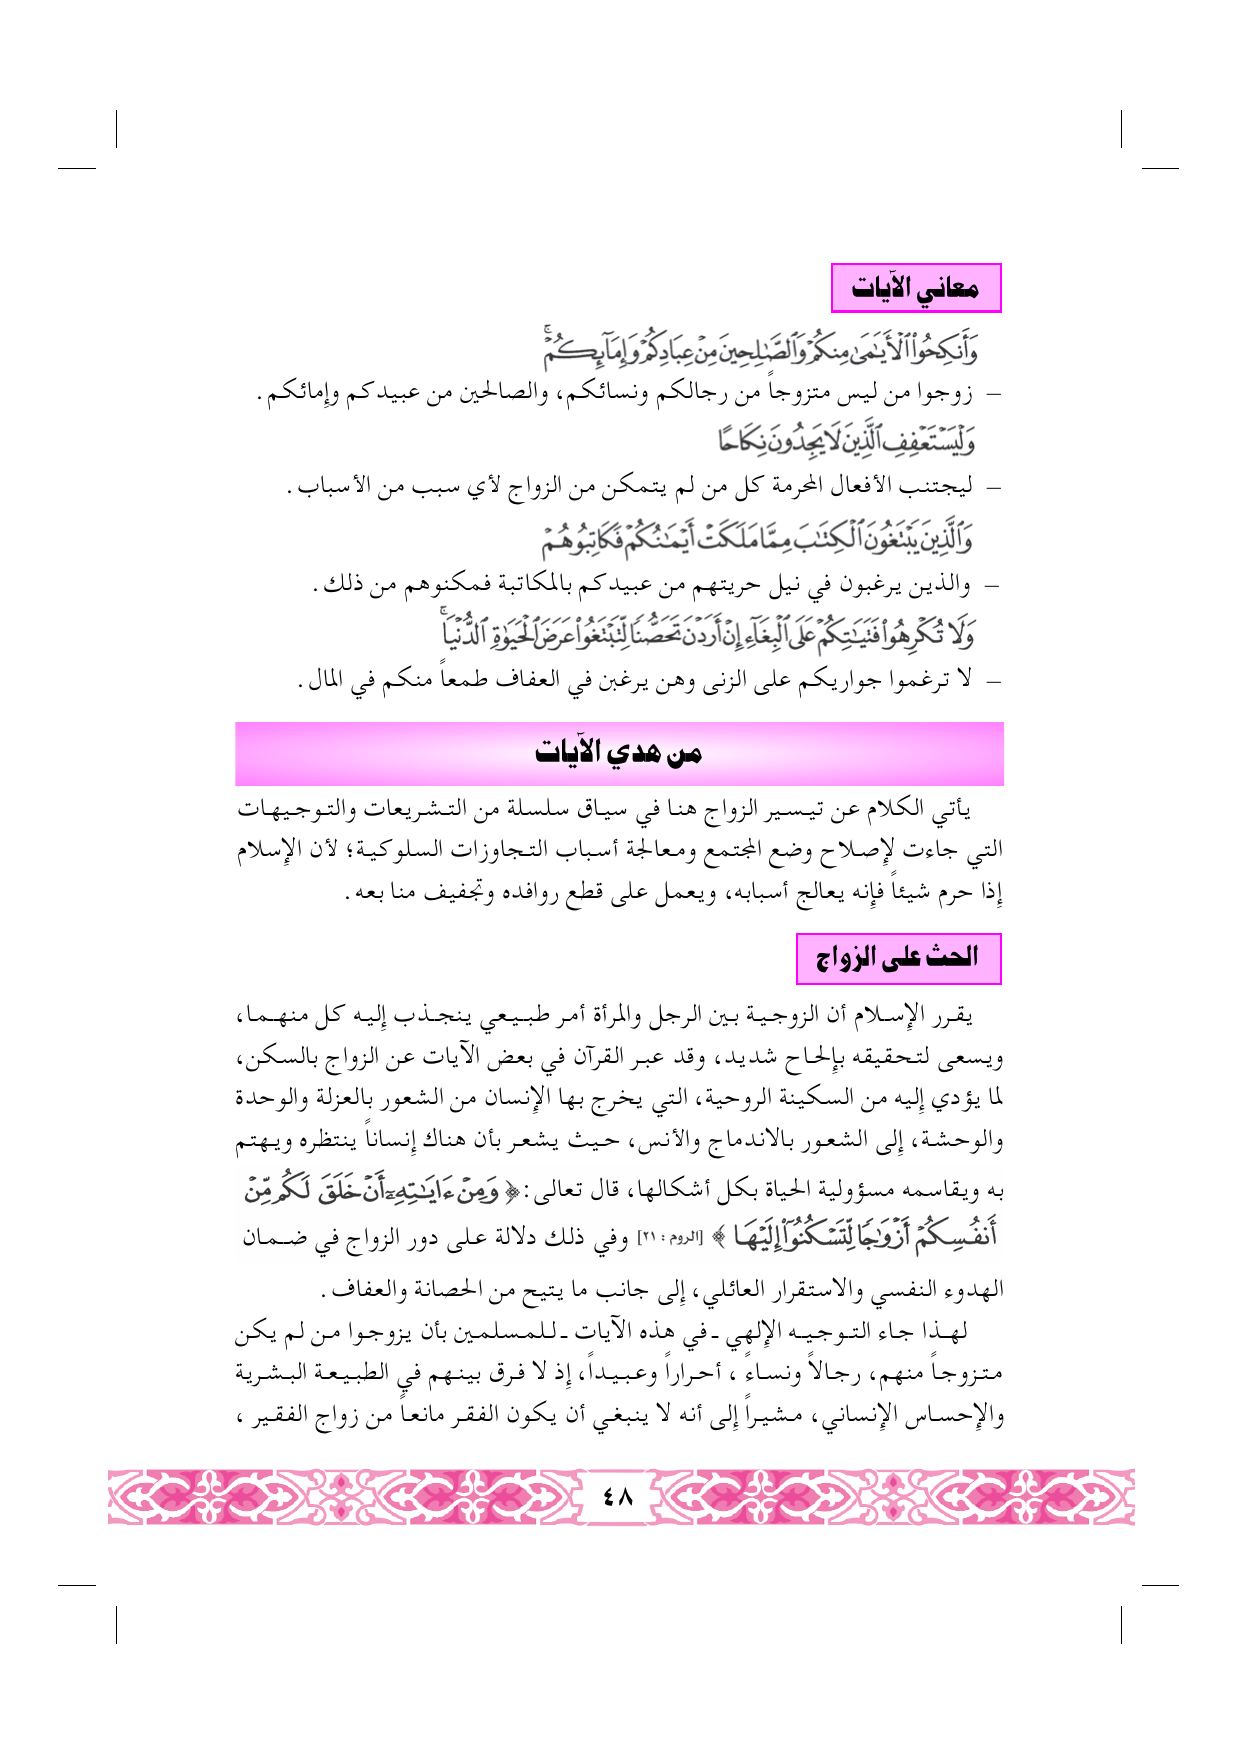 معاني الآيات
وَأَنكِحُوا۟ ٱلْأَيَٰمَىٰ مِنكُمْ وَٱلصَّٰلِحِينَ مِنْ عِبَادِكُمْ وَإِمَآئِكُمْ ۚ
– زوجوا من ليس متزوجاً من رجالكم ونسائكم، والصالحين من عبيدكم وإمائكم.
وَلْيَسْتَعْفِفِ ٱلَّذِينَ لَا يَجِدُونَ نِكَاحًا
– ليجتنب الأفعال المحرمة كل من لم يتمكن من الزواج لأي سبب من الأسباب.
وَٱلَّذِينَ يَبْتَغُونَ ٱلْكِتَٰبَ مِمَّا مَلَكَتْ أَيْمَٰنُكُمْ فَكَاتِبُوهُمْ
– والذين يرغبون في نيل حريتهم من عبيدكم بالمكاتبة فمكنوهم من ذلك.
وَلَا تُكْرِهُوا۟ فَتَيَٰتِكُمْ عَلَى ٱلْبِغَآءِ إِنْ أَرَدْنَ تَحَصُّنًا لِّتَبْتَغُوا۟ عَرَضَ ٱلْحَيَوٰةِ ٱلدُّنْيَا ۚ
– لا ترغموا جواريكم على الزنى وهن يرغبن في العفاف طمعاً منكم في المال.
من هدي الآيات
يأتي الكلام عن تيسير الزواج هنا في سياق سلسلة من التشريعات والتوجيهات
التي جاءت لإصلاح وضع المجتمع ومعالجة أسباب التجاوزات السلوكية؛ لأن الإسلام
إذا حرم شيئاً فإنه يعالج أسبابه، ويعمل على قطع روافده وتجفيف منابعه.
الحث على الزواج
يقرر الإسلام أن الزوجية بين الرجل والمرأة أمر طبيعي ينجذب إليه كل منهما،
ويسعى لتحقيقه بإلحاح شديد، وقد عبر القرآن في بعض الآيات عن الزواج بالسكن،
لما يؤدي إليه من السكينة الروحية، التي يخرج بها الإنسان من الشعور بالعزلة والوحدة
والوحشة، إلى الشعور بالاندماج والأنس، حيث يشعر بأن هناك إنساناً ينتظره ويهتم
به ويقاسمه مسؤولية الحياة بكل أشكالها، قال تعالى: ﴿ وَمِنْ ءَايَٰتِهِۦٓ أَنْ خَلَقَ لَكُم مِّنْ
أَنفُسِكُمْ أَزْوَٰجًا لِّتَسْكُنُوٓا۟ إِلَيْهَا ﴾ [الروم : ٢١] وفي ذلك دلالة على دور الزواج في ضمان
الهدوء النفسي والاستقرار العائلي، إلى جانب ما يتيح من الحصانة والعفاف.
لهذا جاء التوجيه الإلهي ـ في هذه الآيات ـ للمسلمين بأن يزوجوا من لم يكن
متزوجاً منهم، رجالاً ونساءً ، أحراراً وعبيداً، إذ لا فرق بينهم في الطبيعة البشرية
والإحساس الإنساني، مشيراً إلى أنه لا ينبغي أن يكون الفقر مانعاً من زواج الفقير ،
٤٨